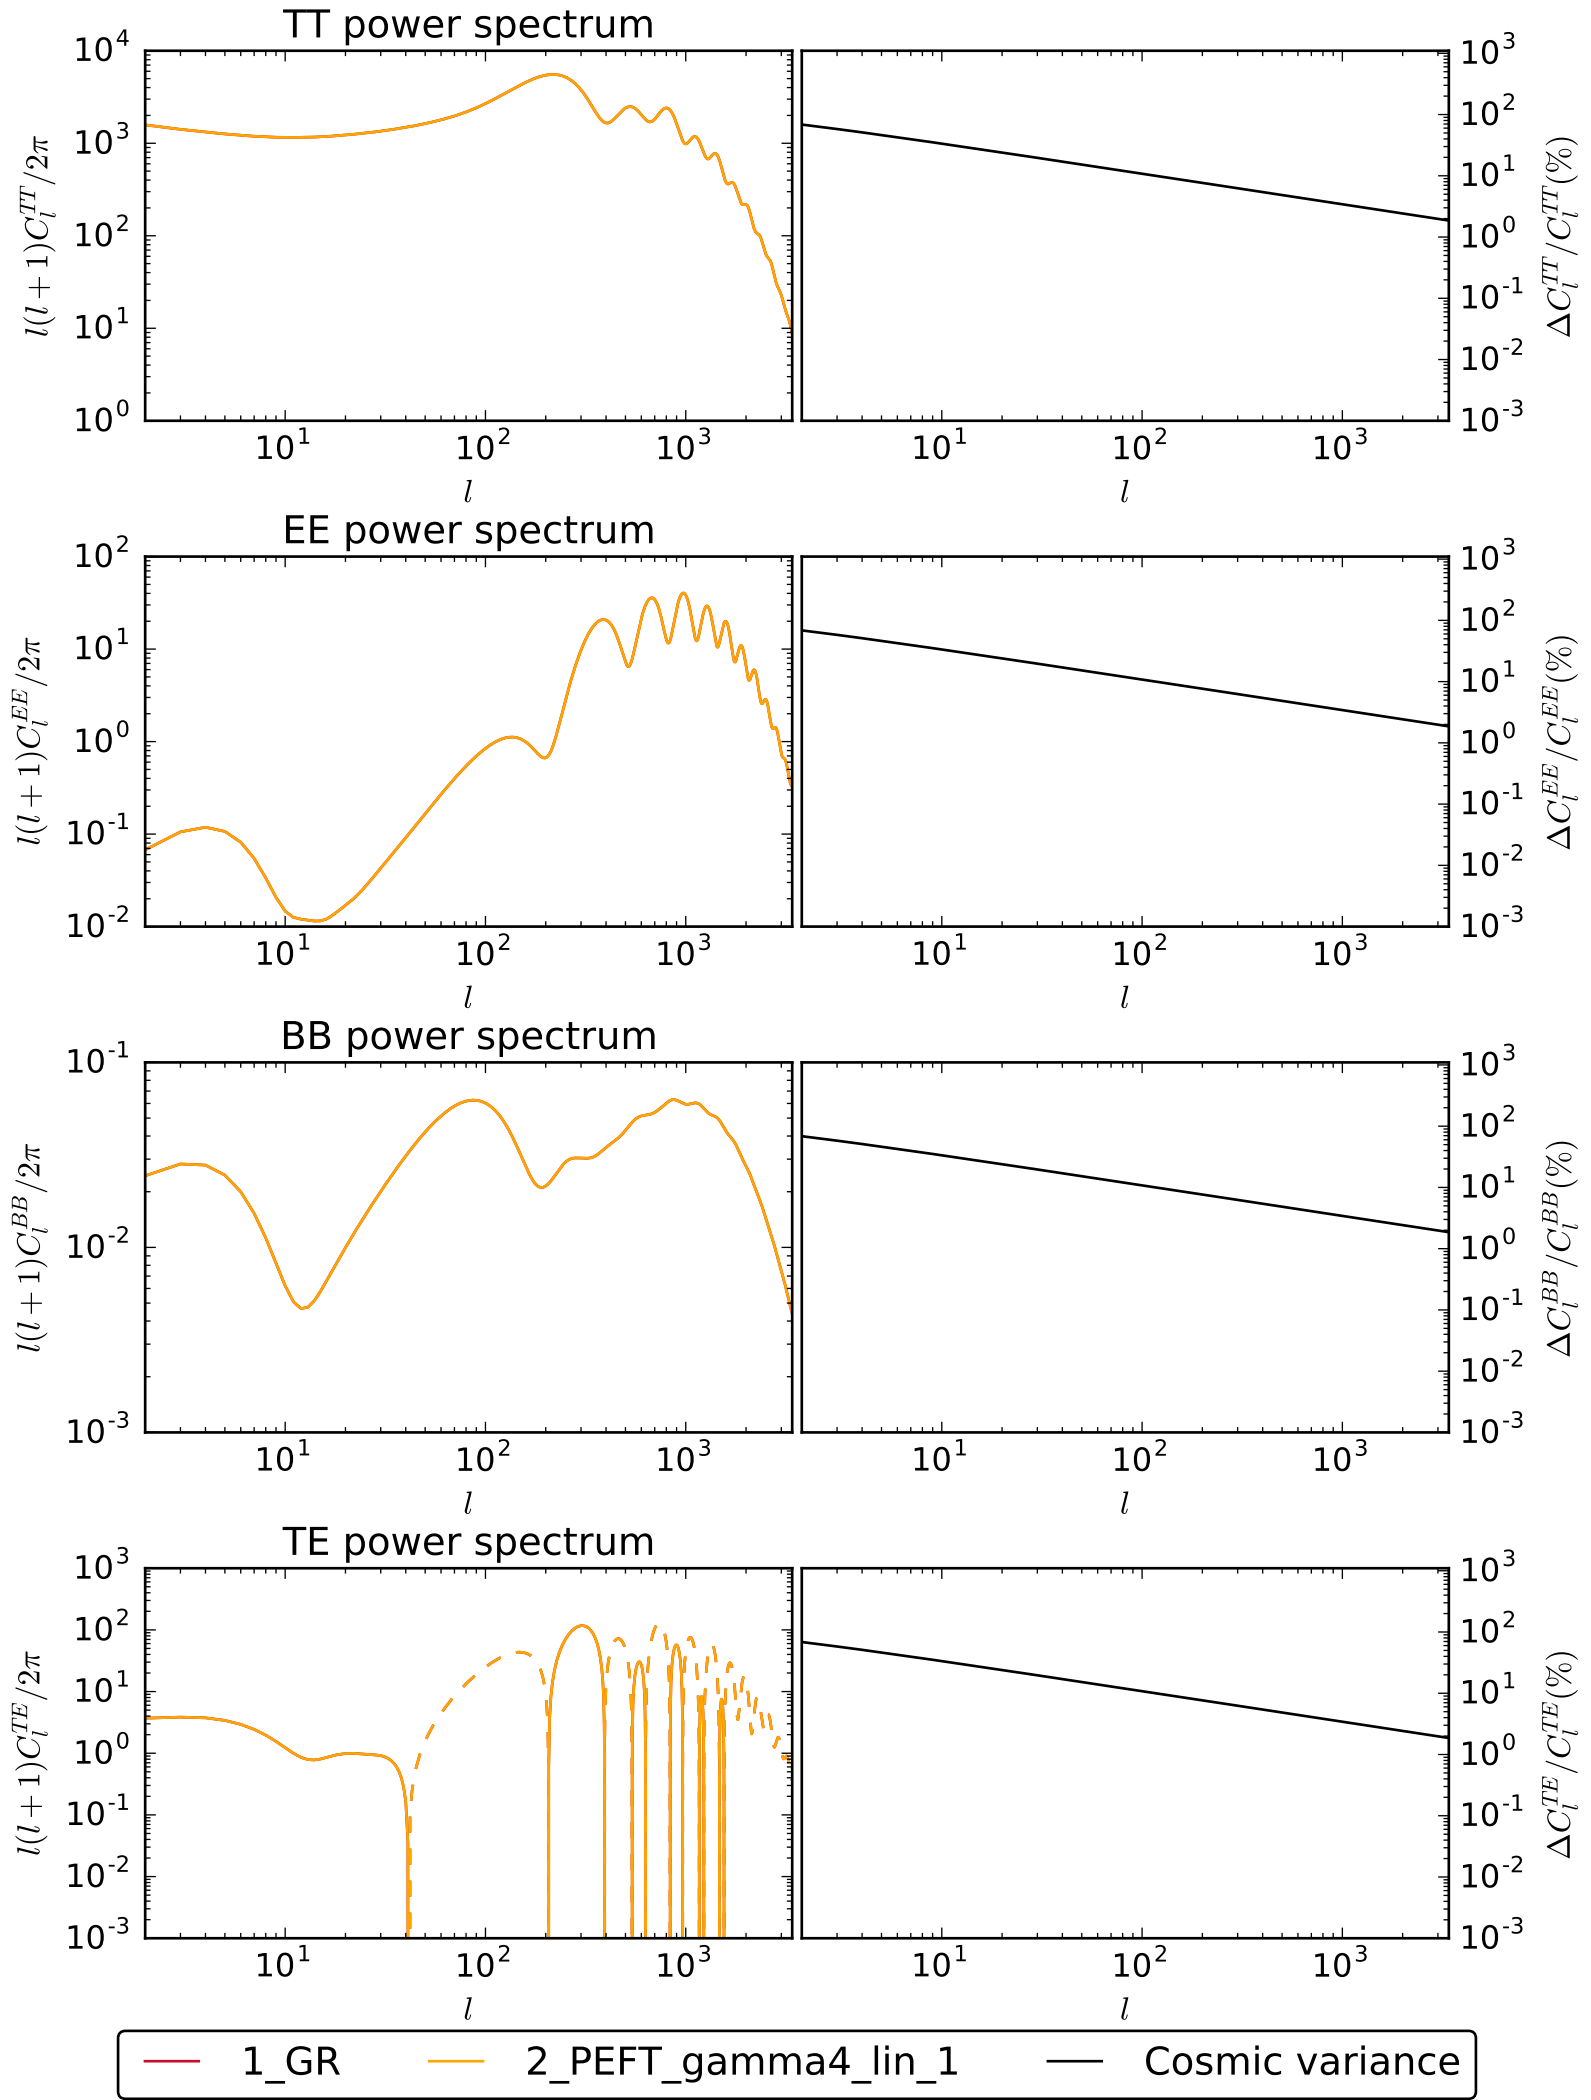 TT power spectrum
10^4
10^3
10^2
10^1
10^0
l(l+1)C_l^{TT}/2π
10^1 10^2 10^3
l
10^3
10^2
10^1
10^0
10^-1
10^-2
10^-3
ΔC_l^{TT}/C_l^{TT}(%)
10^1 10^2 10^3
l
EE power spectrum
10^2
10^1
10^0
10^-1
10^-2
l(l+1)C_l^{EE}/2π
10^1 10^2 10^3
l
10^3
10^2
10^1
10^0
10^-1
10^-2
10^-3
ΔC_l^{EE}/C_l^{EE}(%)
10^1 10^2 10^3
l
BB power spectrum
10^-1
10^-2
10^-3
l(l+1)C_l^{BB}/2π
10^1 10^2 10^3
l
10^3
10^2
10^1
10^0
10^-1
10^-2
10^-3
ΔC_l^{BB}/C_l^{BB}(%)
10^1 10^2 10^3
l
TE power spectrum
10^3
10^2
10^1
10^0
10^-1
10^-2
10^-3
l(l+1)C_l^{TE}/2π
10^1 10^2 10^3
l
10^3
10^2
10^1
10^0
10^-1
10^-2
10^-3
ΔC_l^{TE}/C_l^{TE}(%)
10^1 10^2 10^3
l
1_GR 2_PEFT_gamma4_lin_1 Cosmic variance